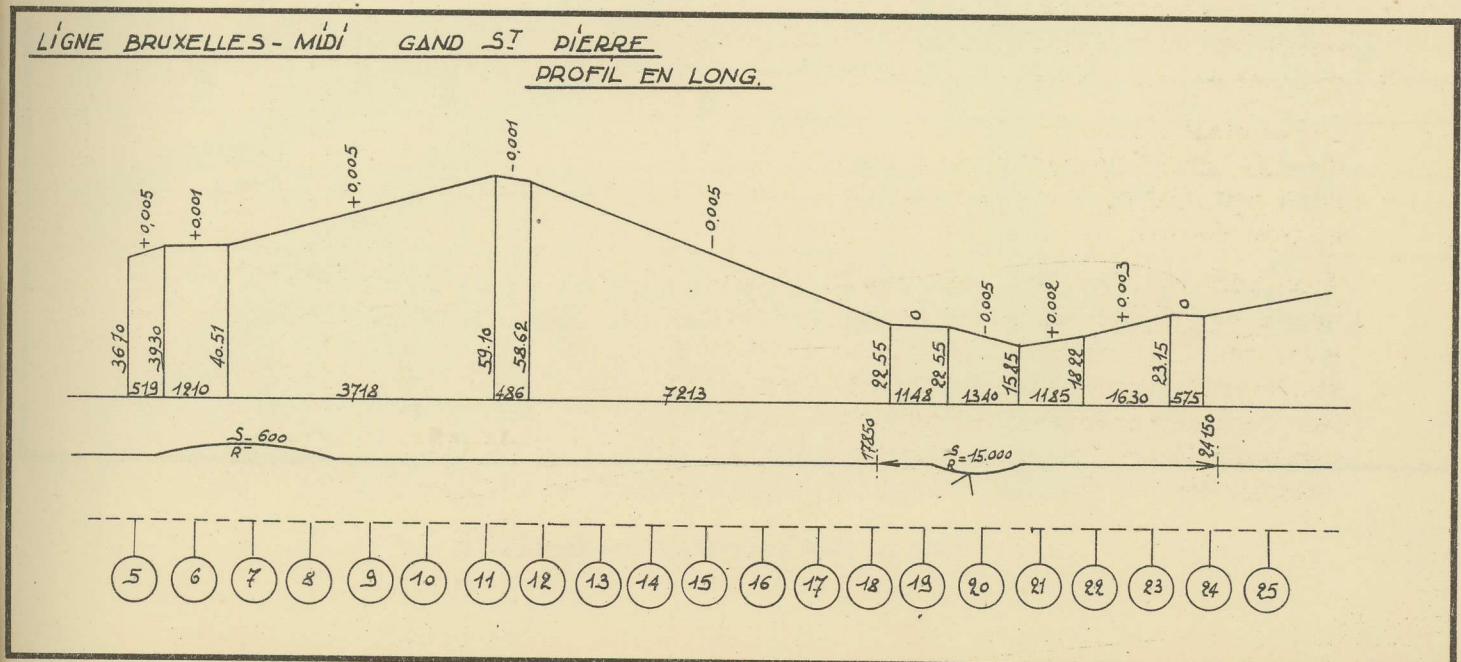 LIGNE BRUXELLES - MIDI GAND ST PIERRE
PROFIL EN LONG.
+0,005 +0,001 +0,005 -0,001 -0,005 0 -0,005 +0,002 +0,003 0
36.70 39.30 40.51 59.10 58.62 22.55 22.55 15.85 18.22 23.15
519 1210 3718 486 7213 1148 1340 1185 1630 575
S=600
R
17850 S/R=15.000 24150
5 6 7 8 9 10 11 12 13 14 15 16 17 18 19 20 21 22 23 24 25